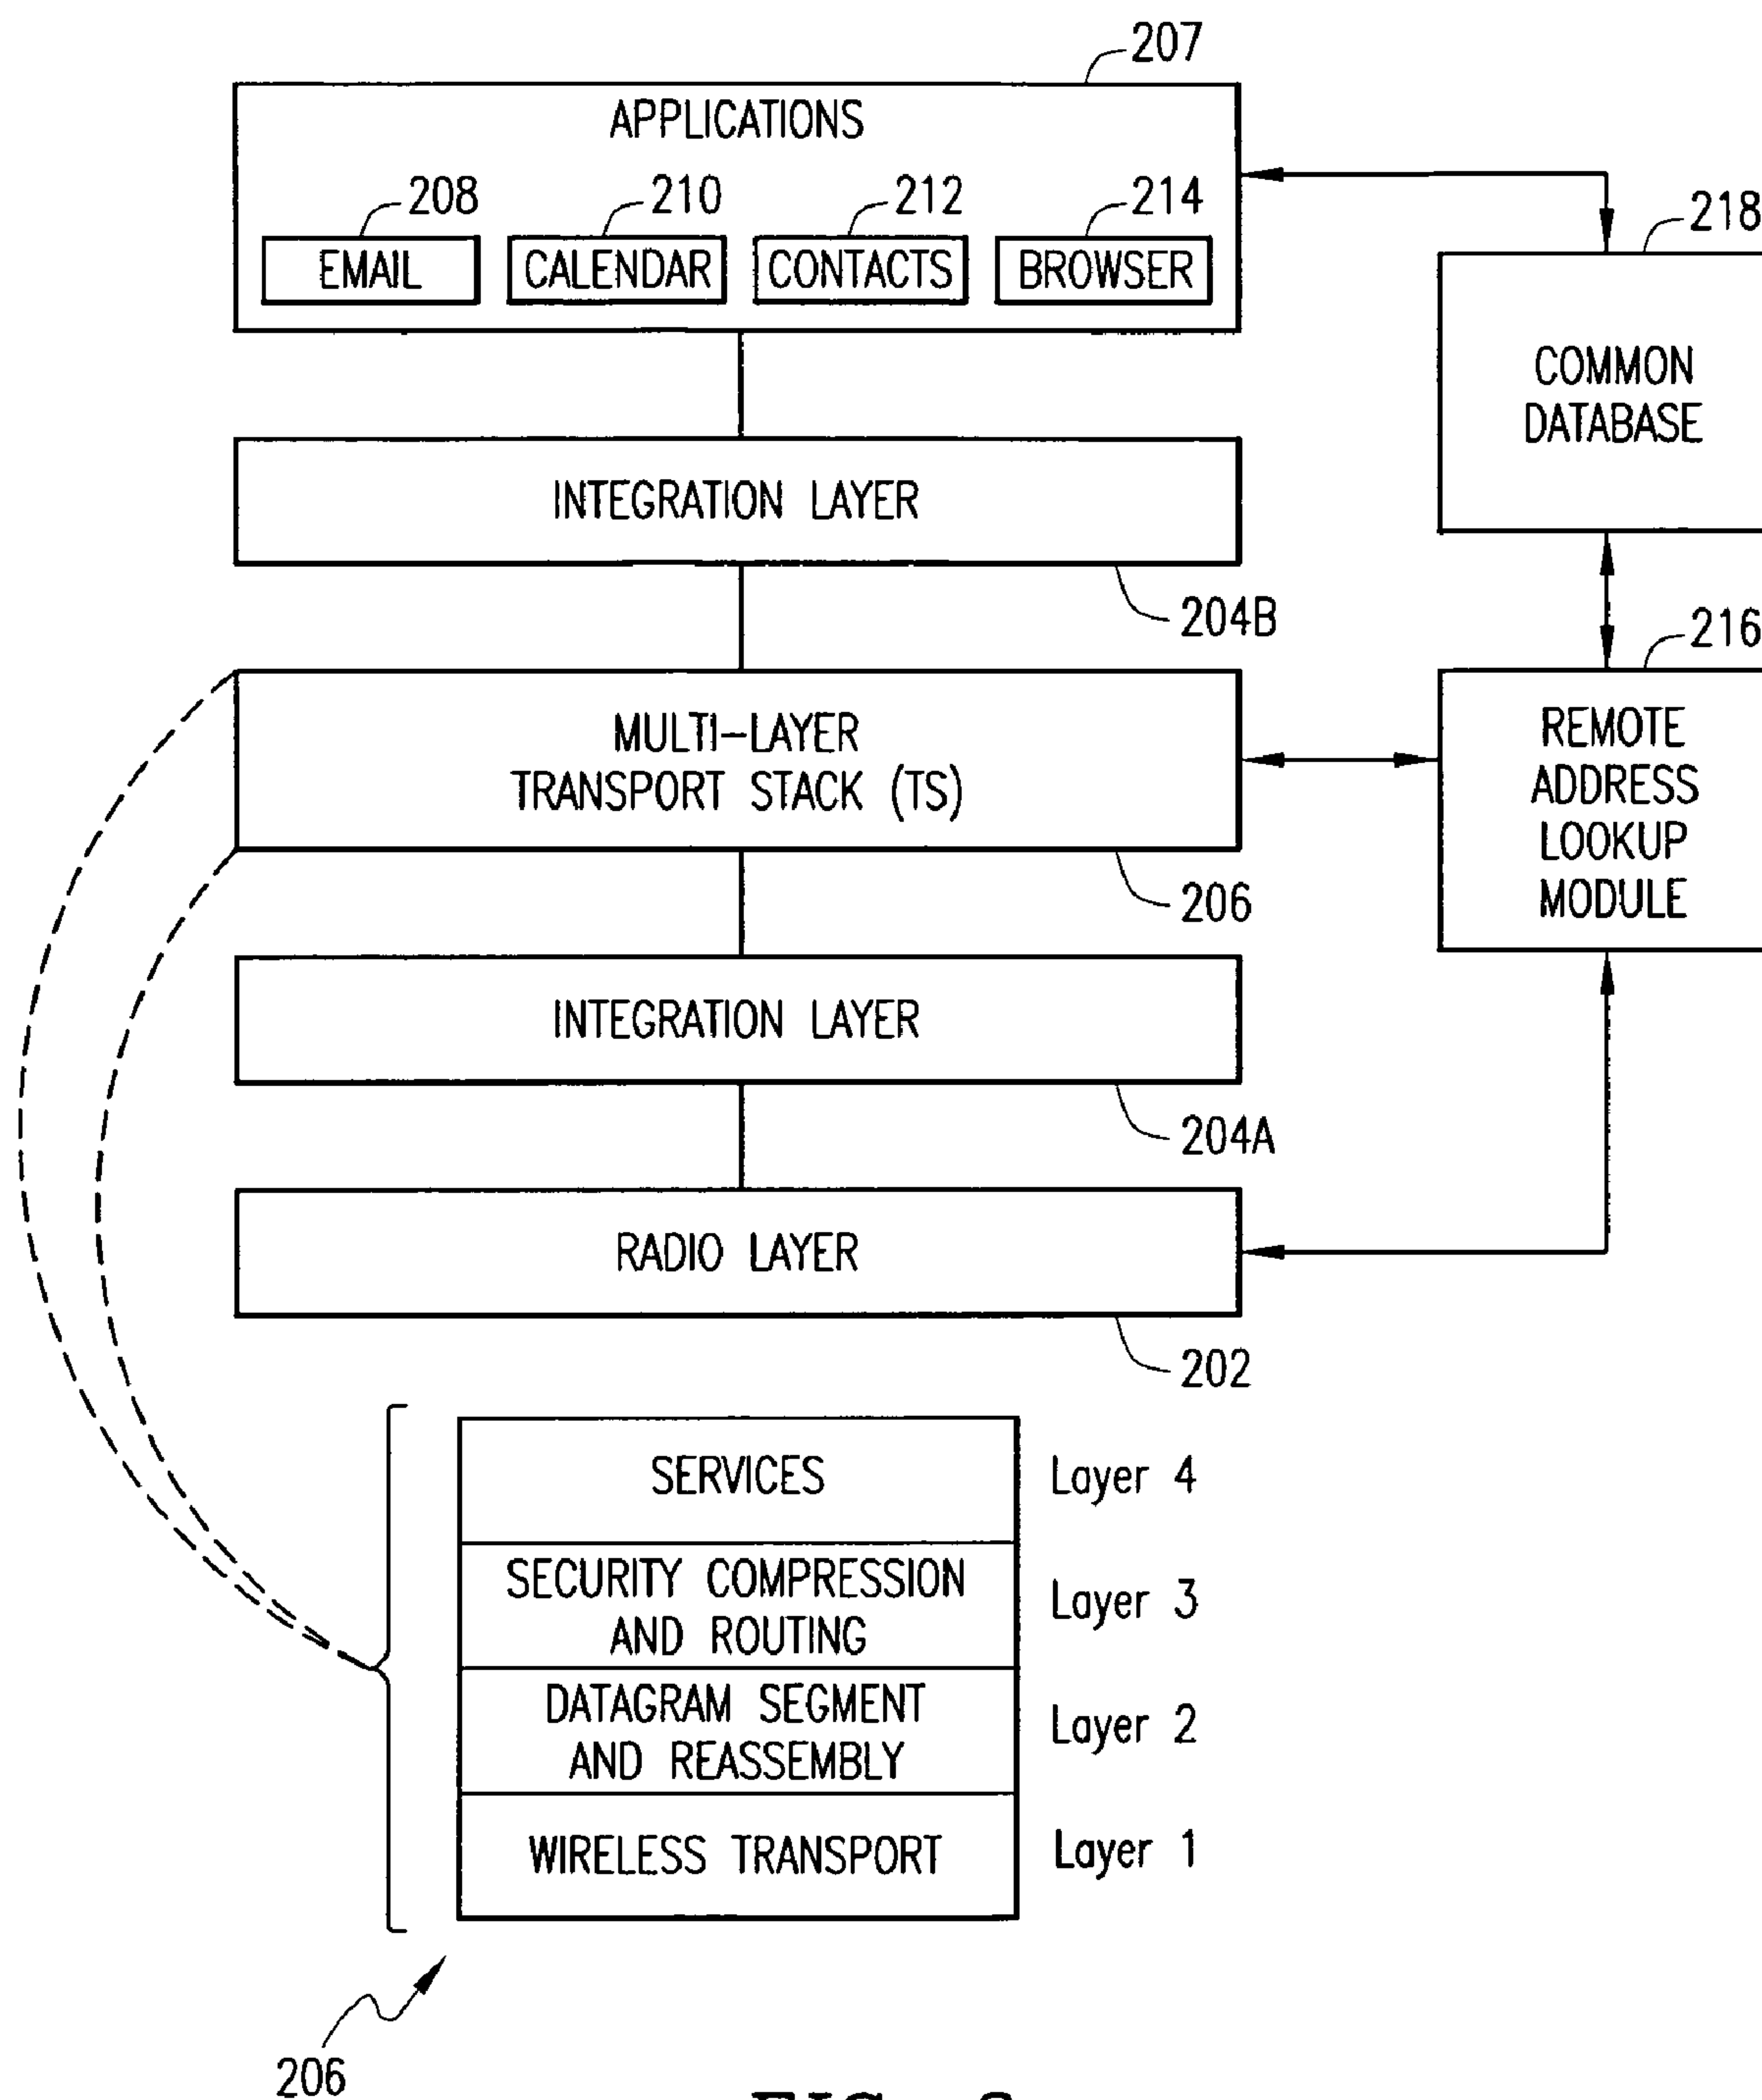 207
APPLICATIONS
208
210
212
214
EMAIL
CALENDAR
CONTACTS
BROWSER
218
COMMON
DATABASE
INTEGRATION LAYER
204B
216
MULTI-LAYER
TRANSPORT STACK (TS)
REMOTE
ADDRESS
LOOKUP
MODULE
206
INTEGRATION LAYER
204A
RADIO LAYER
202
SERVICES
Layer 4
SECURITY COMPRESSION
AND ROUTING
Layer 3
DATAGRAM SEGMENT
AND REASSEMBLY
Layer 2
WIRELESS TRANSPORT
Layer 1
206